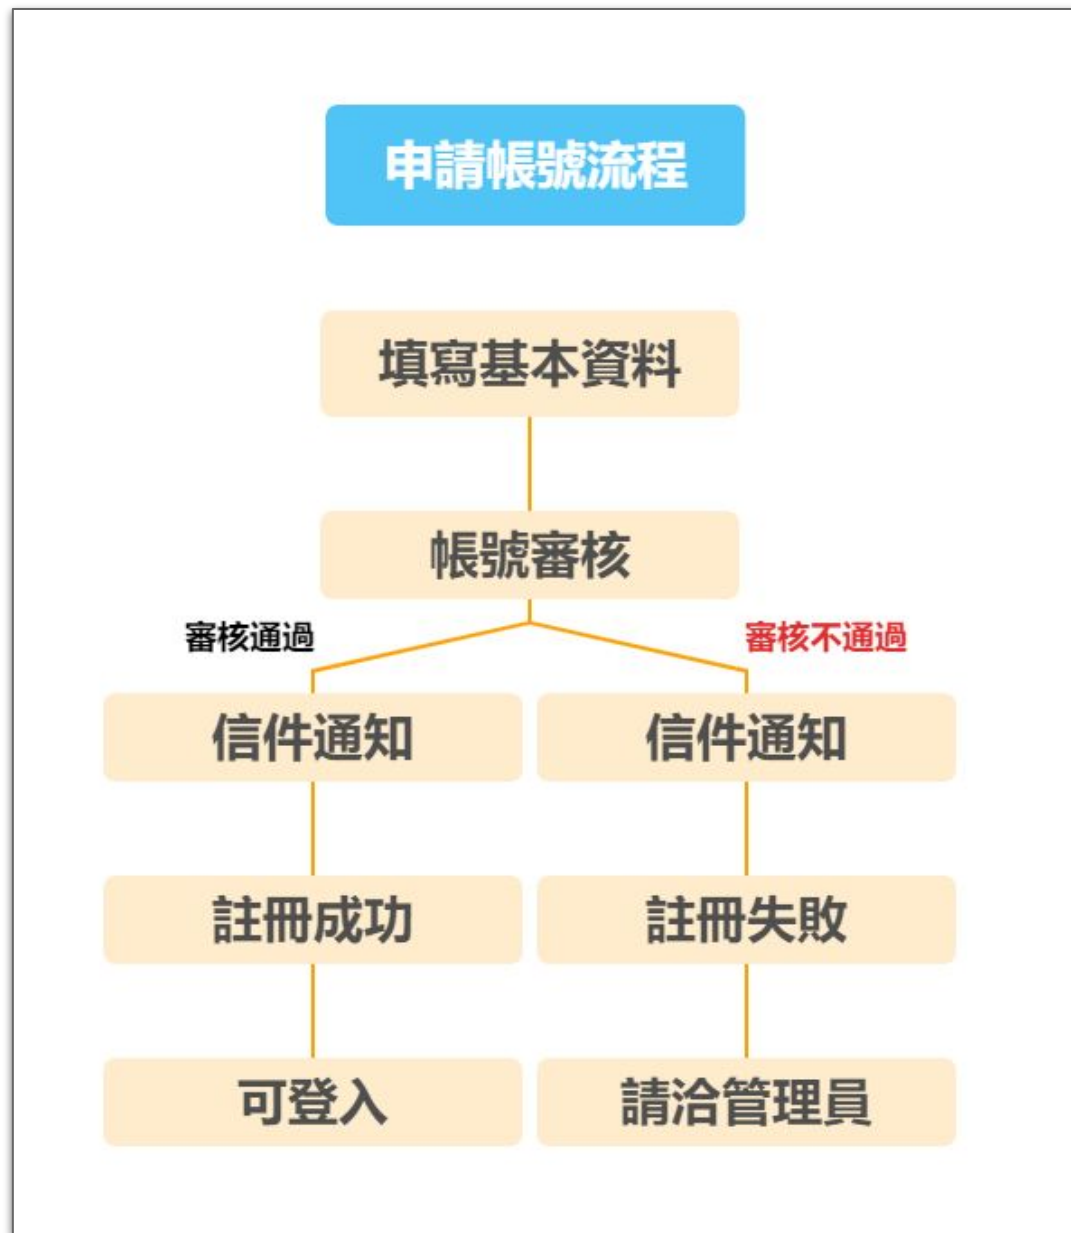 申請帳號流程
填寫基本資料
帳號審核
審核通過
審核不通過
信件通知
信件通知
註冊成功
註冊失敗
可登入
請洽管理員